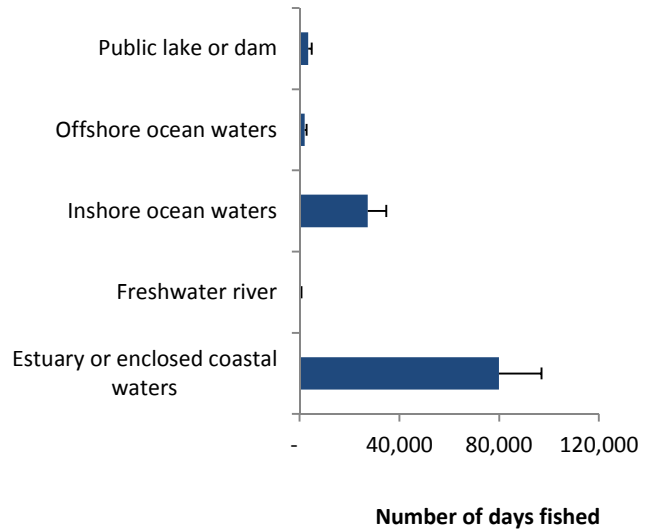 Public lake or dam
Offshore ocean waters
Inshore ocean waters
Freshwater river
Estuary or enclosed coastal
waters
- 40,000 80,000 120,000
Number of days fished